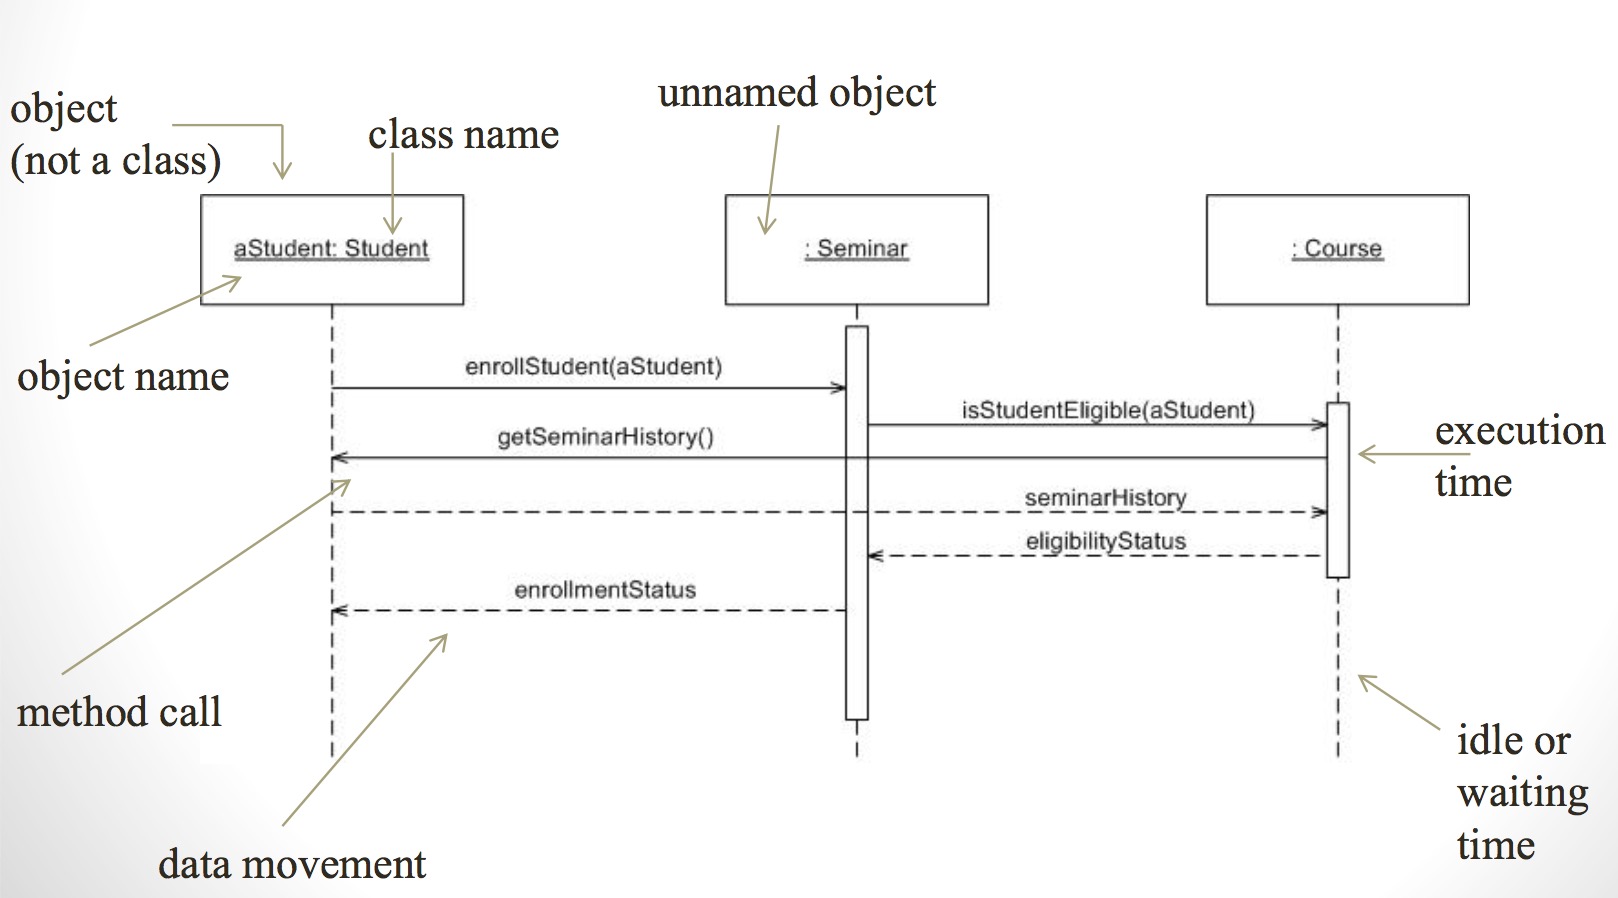 unnamed object
object
(not a class)
class name
aStudent: Student
: Seminar
: Course
object name
enrollStudent(aStudent)
isStudentEligible(aStudent)
getSeminarHistory()
execution
time
seminarHistory
eligibilityStatus
enrollmentStatus
method call
idle or
waiting
time
data movement